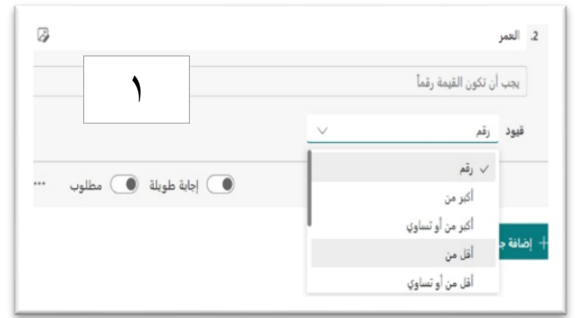 2. العمر
١
يجب أن تكون القيمة رقماً
قيود رقم
رقم
أكبر من
إجابة طويلة مطلوب ...
أكبر من أو تساوي
+ إضافة
أقل من
أقل من أو تساوي